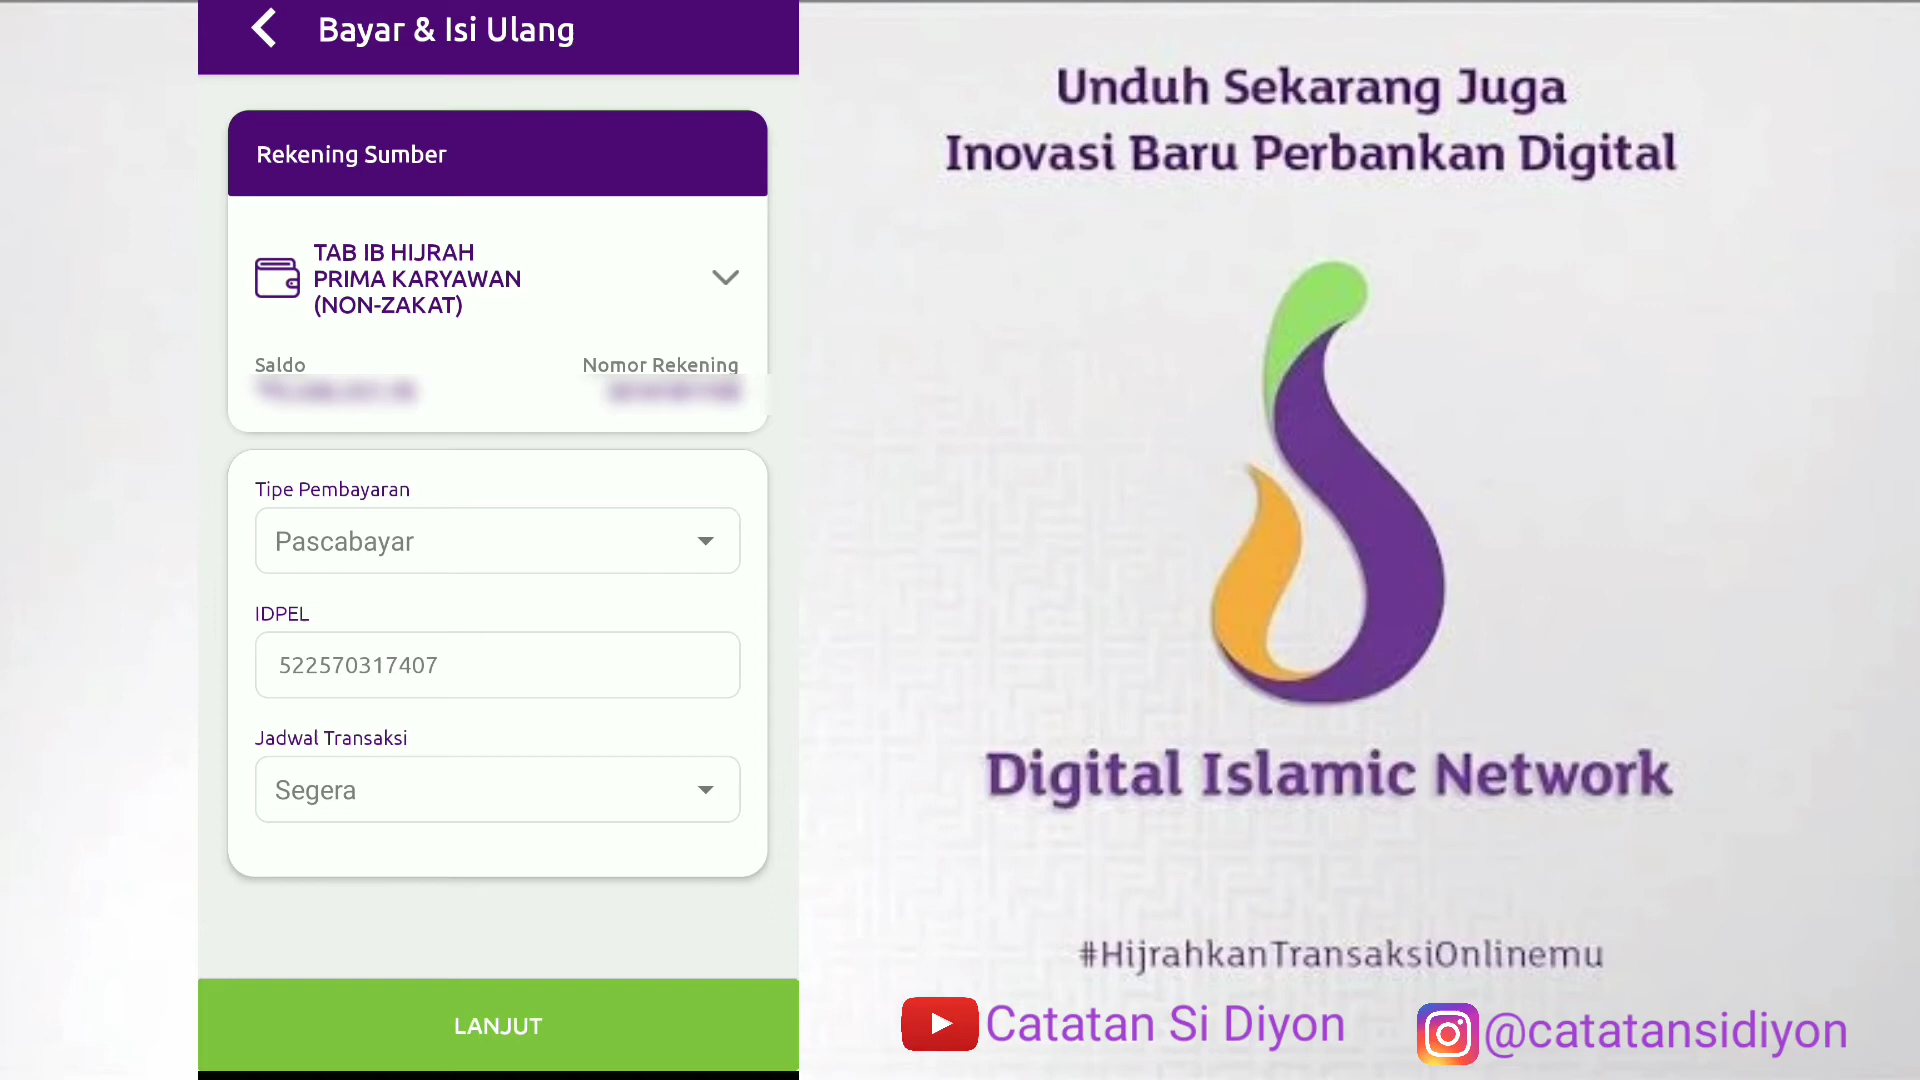 Bayar & Isi Ulang
Rekening Sumber
TAB IB HIJRAH
PRIMA KARYAWAN
(NON-ZAKAT)
Saldo
Nomor Rekening
Tipe Pembayaran
Pascabayar
IDPEL
522570317407
Jadwal Transaksi
Segera
LANJUT
Unduh Sekarang Juga
Inovasi Baru Perbankan Digital
Digital Islamic Network
#HijrahkanTransaksiOnlinemu
Catatan Si Diyon
@catatansidiyon